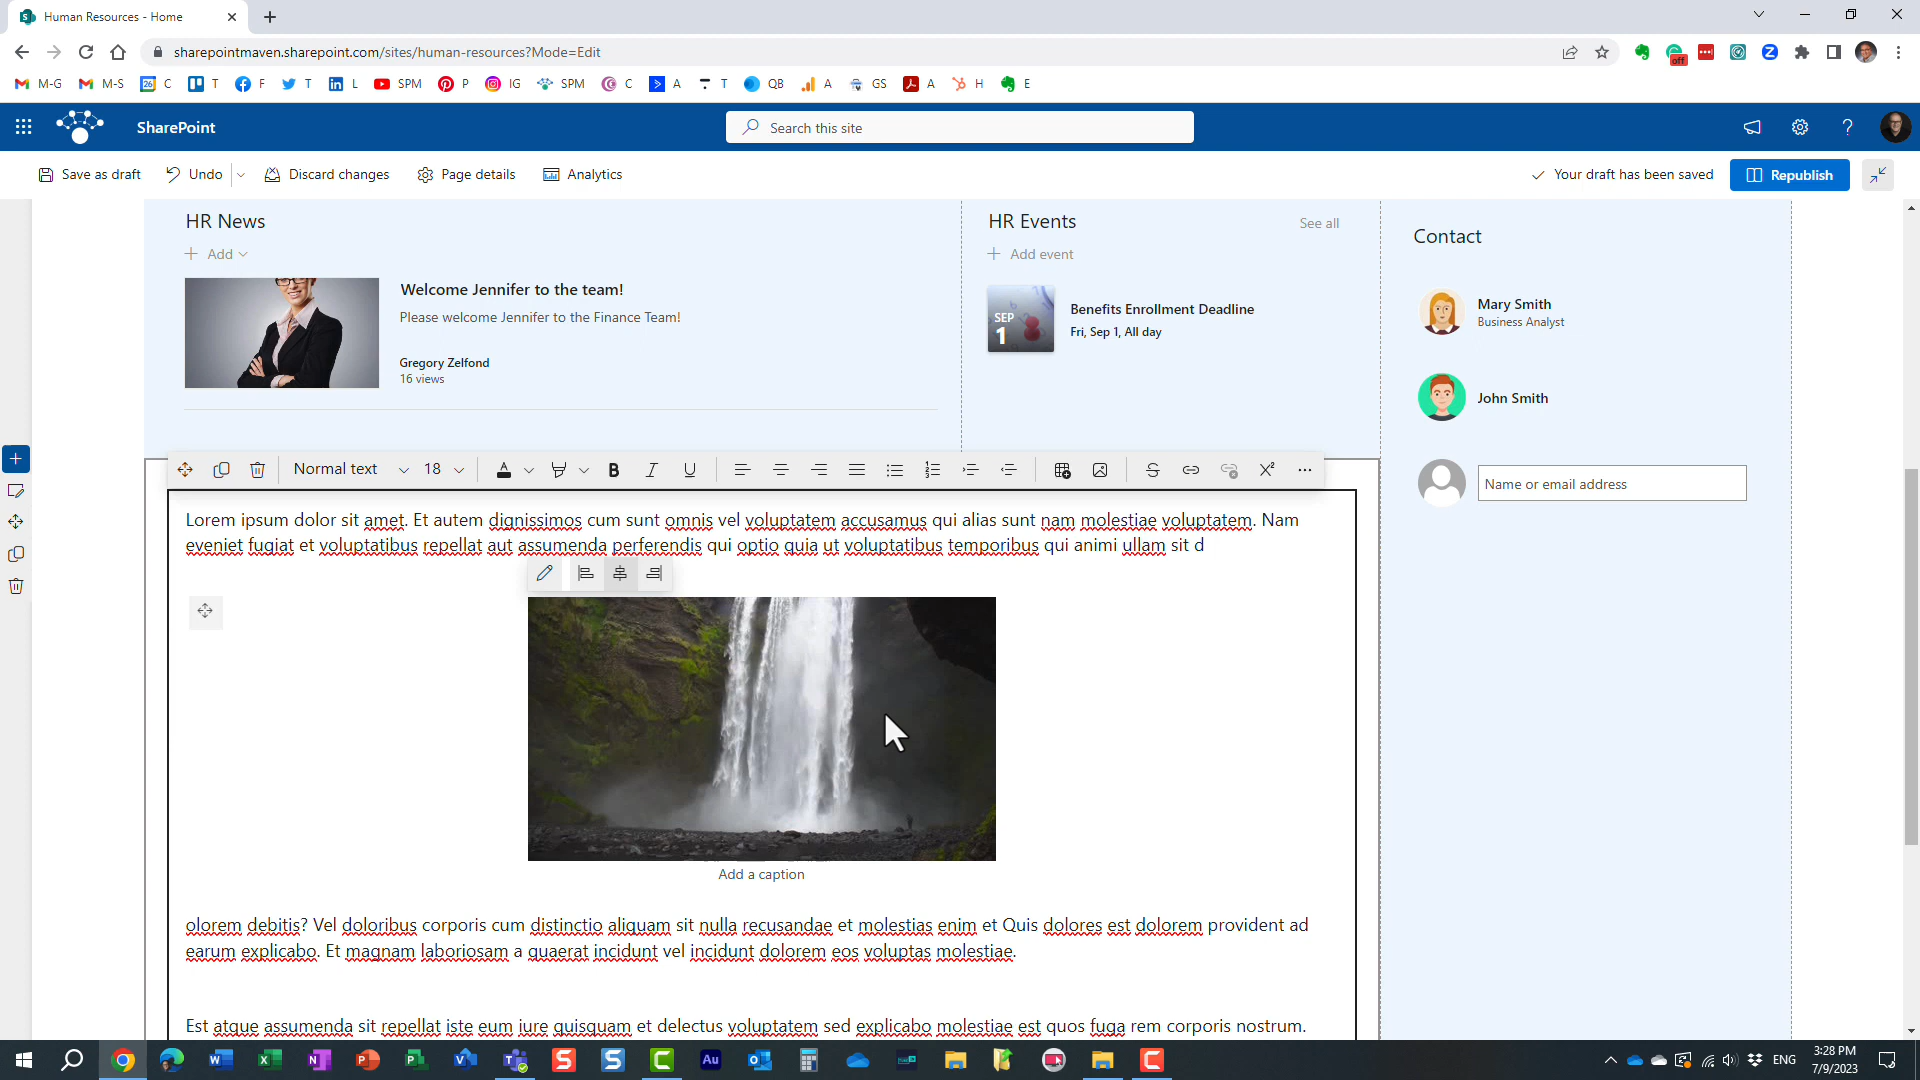 Human Resources - Home
sharepointmaven.sharepoint.com/sites/human-resources?Mode=Edit
off
M-G M-S C T F T L SPM P IG SPM C A T QB A GS A H E
SharePoint
Search this site
Save as draft Undo Discard changes Page details Analytics
Your draft has been saved Republish
HR News
Add
Welcome Jennifer to the team!
Please welcome Jennifer to the Finance Team!
Gregory Zelfond
16 views
HR Events See all
Add event
SEP
1
Benefits Enrollment Deadline
Fri, Sep 1, All day
Contact
Mary Smith
Business Analyst
John Smith
Name or email address
Normal text 18
Lorem ipsum dolor sit amet. Et autem dignissimos cum sunt omnis vel voluptatem accusamus qui alias sunt nam molestiae voluptatem. Nam
eveniet fugiat et voluptatibus repellat aut assumenda perferendis qui optio quia ut voluptatibus temporibus qui animi ullam sit d
Add a caption
olorem debitis? Vel doloribus corporis cum distinctio aliquam sit nulla recusandae et molestias enim et Quis dolores est dolorem provident ad
earum explicabo. Et magnam laboriosam a quaerat incidunt vel incidunt dolorem eos voluptas molestiae.
Est atque assumenda sit repellat iste eum iure quisquam et delectus voluptatem sed explicabo molestiae est quos fuga rem corporis nostrum.
ENG
3:28 PM
7/9/2023